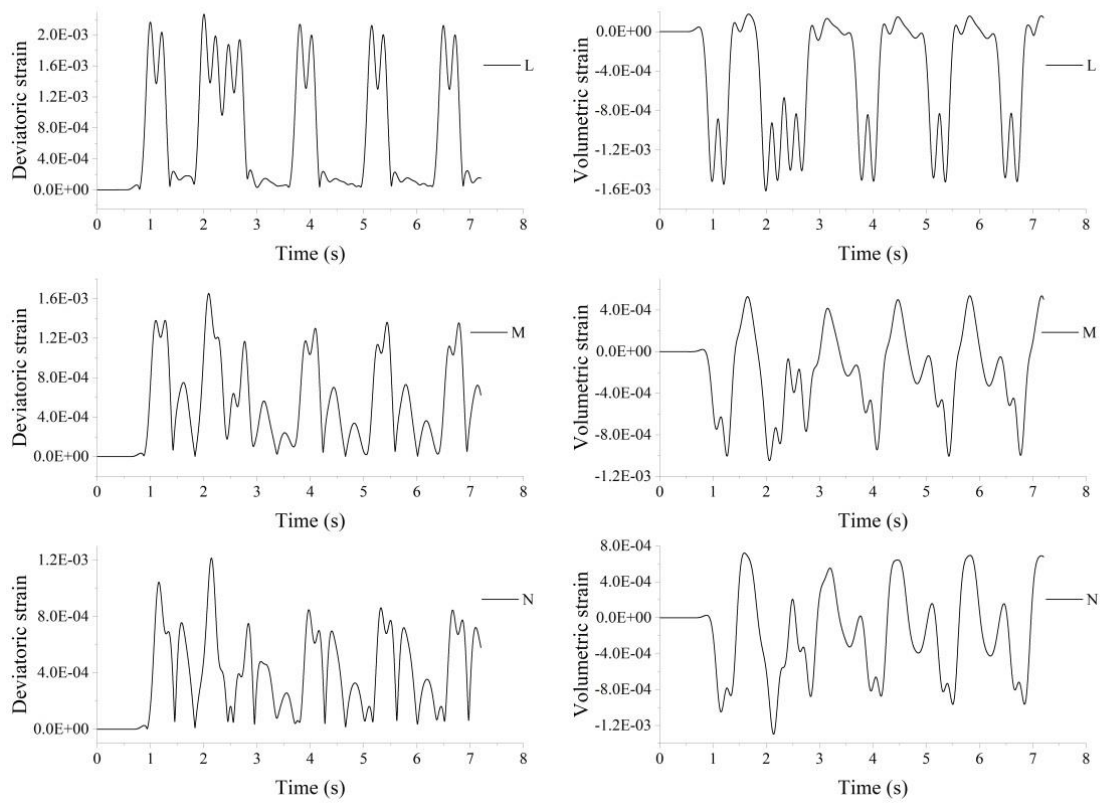 Deviatoric strain
2.0E-03
1.6E-03
1.2E-03
8.0E-04
4.0E-04
0.0E+00
L
0 1 2 3 4 5 6 7 8
Time (s)
Volumetric strain
0.0E+00
-4.0E-04
-8.0E-04
-1.2E-03
-1.6E-03
L
0 1 2 3 4 5 6 7 8
Time (s)
Deviatoric strain
1.6E-03
1.2E-03
8.0E-04
4.0E-04
0.0E+00
M
0 1 2 3 4 5 6 7 8
Time (s)
Volumetric strain
4.0E-04
0.0E+00
-4.0E-04
-8.0E-04
-1.2E-03
M
0 1 2 3 4 5 6 7 8
Time (s)
Deviatoric strain
1.2E-03
8.0E-04
4.0E-04
0.0E+00
N
0 1 2 3 4 5 6 7 8
Time (s)
Volumetric strain
8.0E-04
4.0E-04
0.0E+00
-4.0E-04
-8.0E-04
-1.2E-03
N
0 1 2 3 4 5 6 7 8
Time (s)